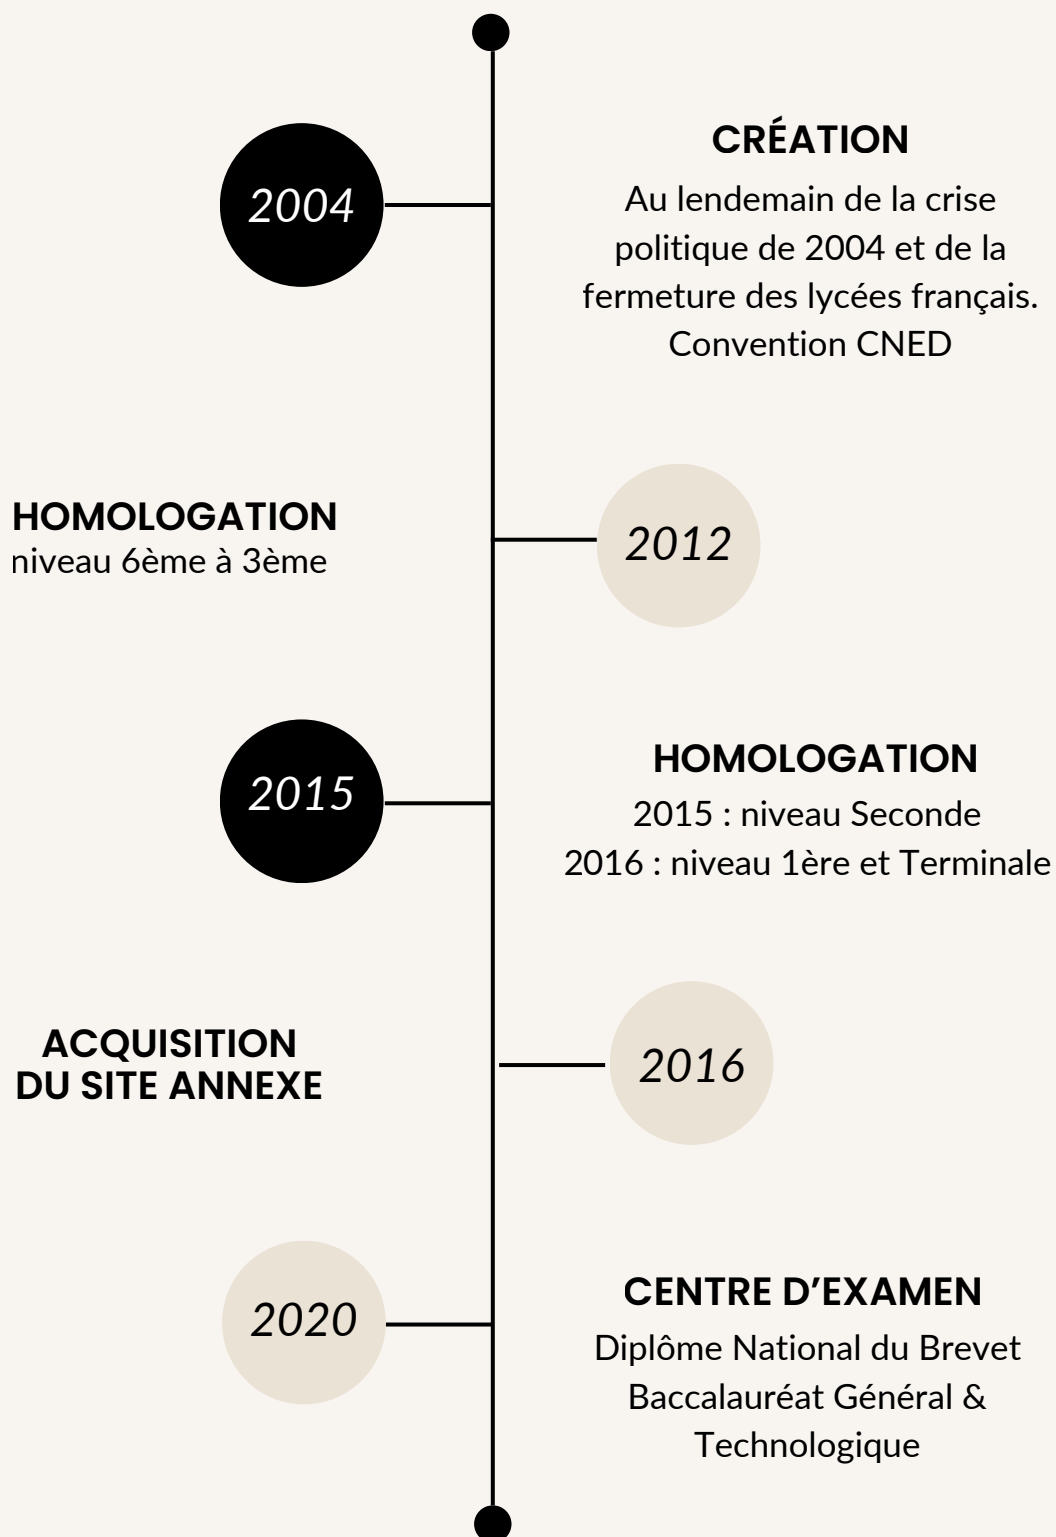 2004
CRÉATION
Au lendemain de la crise
politique de 2004 et de la
fermeture des lycées français.
Convention CNED
HOMOLOGATION
niveau 6ème à 3ème
2012
2015
HOMOLOGATION
2015 : niveau Seconde
2016 : niveau 1ère et Terminale
ACQUISITION
DU SITE ANNEXE
2016
2020
CENTRE D’EXAMEN
Diplôme National du Brevet
Baccalauréat Général &
Technologique